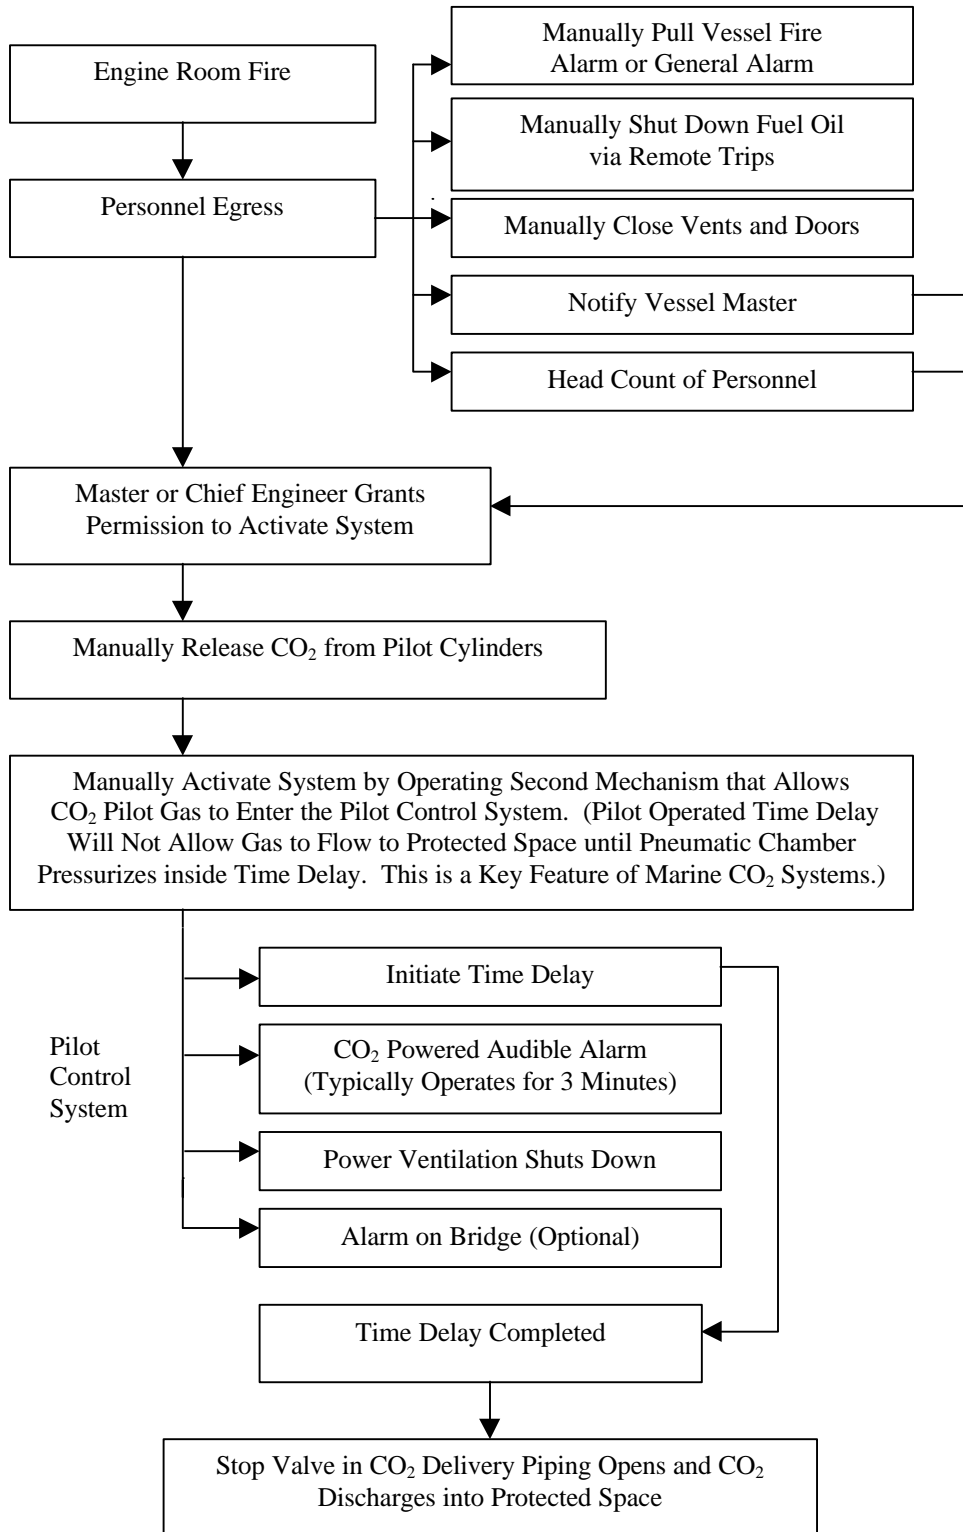 Engine Room Fire
Personnel Egress
Manually Pull Vessel Fire
Alarm or General Alarm
Manually Shut Down Fuel Oil
via Remote Trips
Manually Close Vents and Doors
Notify Vessel Master
Head Count of Personnel
Master or Chief Engineer Grants
Permission to Activate System
Manually Release CO₂ from Pilot Cylinders
Manually Activate System by Operating Second Mechanism that Allows
CO₂ Pilot Gas to Enter the Pilot Control System. (Pilot Operated Time Delay
Will Not Allow Gas to Flow to Protected Space until Pneumatic Chamber
Pressurizes inside Time Delay. This is a Key Feature of Marine CO₂ Systems.)
Pilot
Control
System
Initiate Time Delay
CO₂ Powered Audible Alarm
(Typically Operates for 3 Minutes)
Power Ventilation Shuts Down
Alarm on Bridge (Optional)
Time Delay Completed
Stop Valve in CO₂ Delivery Piping Opens and CO₂
Discharges into Protected Space